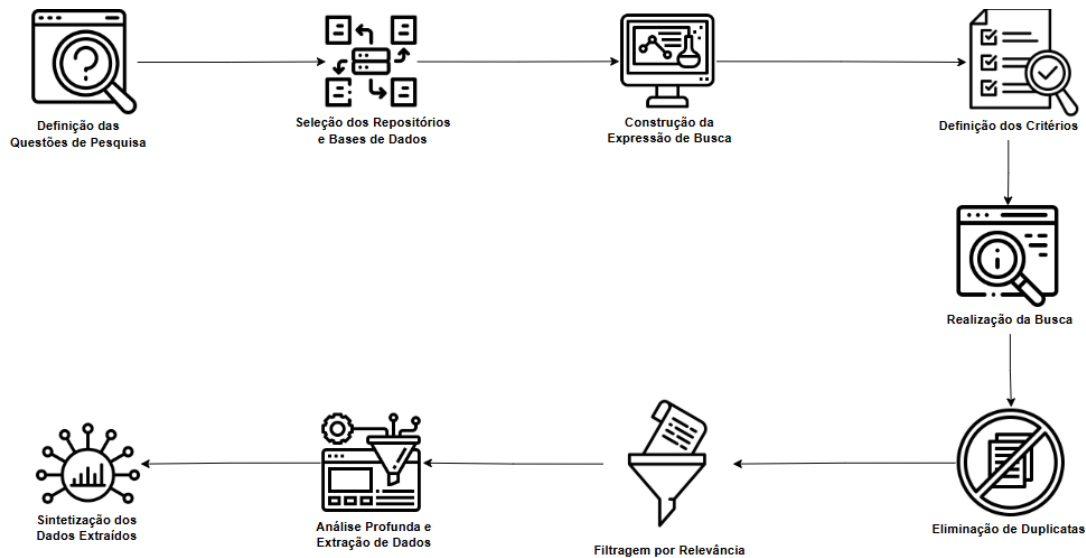 Definição das
Questões de Pesquisa
Seleção dos Repositórios
e Bases de Dados
Construção da
Expressão de Busca
Definição dos Critérios
Realização da Busca
Eliminação de Duplicatas
Filtragem por Relevância
Análise Profunda e
Extração de Dados
Sintetização dos
Dados Extraídos